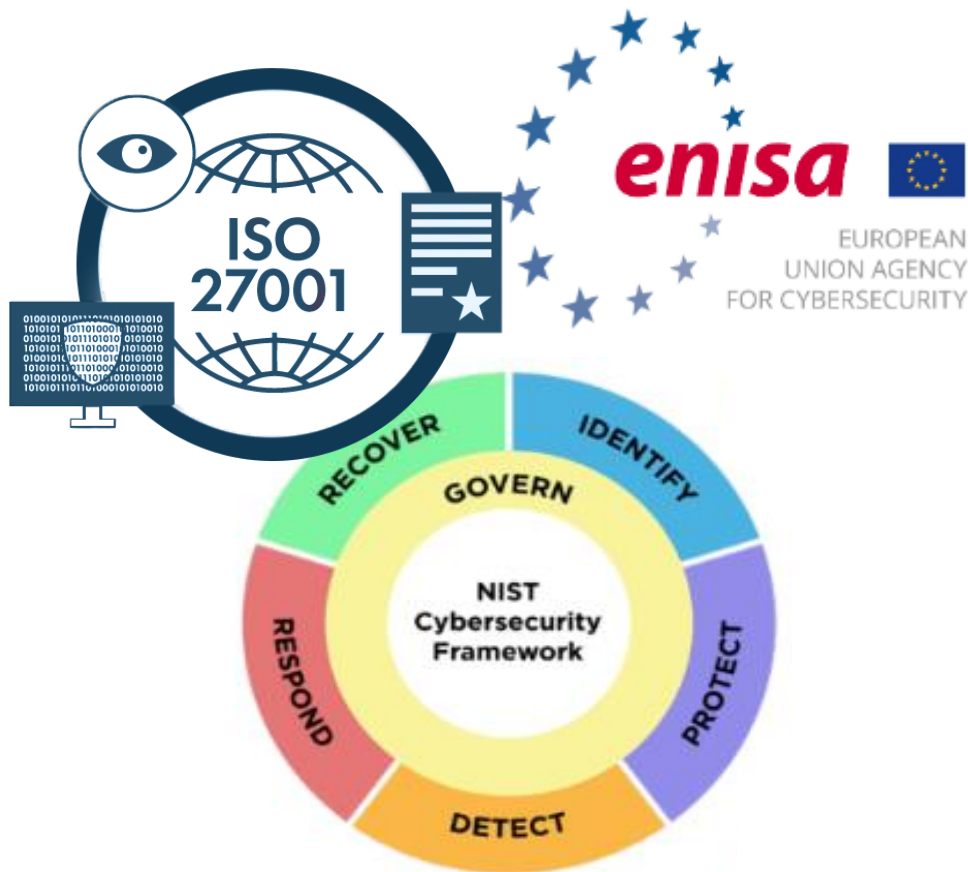 ISO
27001
enisa
EUROPEAN
UNION AGENCY
FOR CYBERSECURITY
RECOVER
IDENTIFY
GOVERN
NIST
Cybersecurity
Framework
RESPOND
PROTECT
DETECT